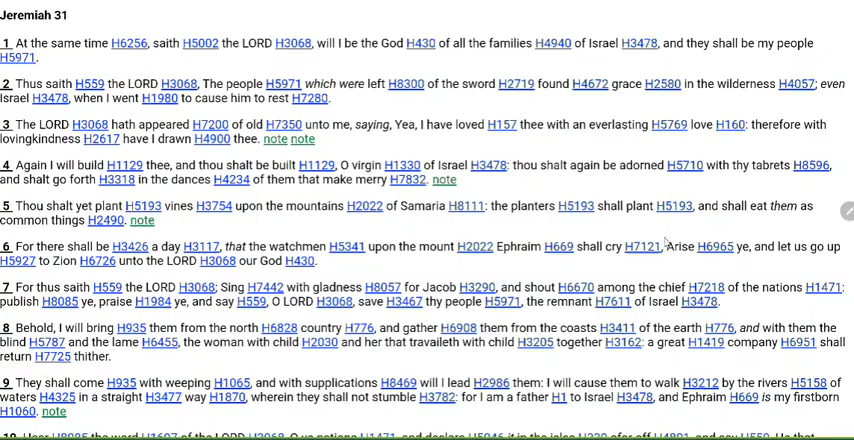 Jeremiah 31
1 At the same time H6256, saith H5002 the LORD H3068, will I be the God H430 of all the families H4940 of Israel H3478, and they shall be my people
H5971.
2 Thus saith H559 the LORD H3068, The people H5971 which were left H8300 of the sword H2719 found H4672 grace H2580 in the wilderness H4057; even
Israel H3478, when I went H1980 to cause him to rest H7280.
3 The LORD H3068 hath appeared H7200 of old H7350 unto me, saying, Yea, I have loved H157 thee with an everlasting H5769 love H160: therefore with
lovingkindness H2617 have I drawn H4900 thee. note note
4 Again I will build H1129 thee, and thou shalt be built H1129, O virgin H1330 of Israel H3478: thou shalt again be adorned H5710 with thy tabrets H8596,
and shalt go forth H3318 in the dances H4234 of them that make merry H7832. note
5 Thou shalt yet plant H5193 vines H3754 upon the mountains H2022 of Samaria H8111: the planters H5193 shall plant H5193, and shall eat them as
common things H2490. note
6 For there shall be H3426 a day H3117, that the watchmen H5341 upon the mount H2022 Ephraim H669 shall cry H7121, Arise H6965 ye, and let us go up
H5927 to Zion H6726 unto the LORD H3068 our God H430.
7 For thus saith H559 the LORD H3068; Sing H7442 with gladness H8057 for Jacob H3290, and shout H6670 among the chief H7218 of the nations H1471:
publish H8085 ye, praise H1984 ye, and say H559, O LORD H3068, save H3467 thy people H5971, the remnant H7611 of Israel H3478.
8 Behold, I will bring H935 them from the north H6828 country H776, and gather H6908 them from the coasts H3411 of the earth H776, and with them the
blind H5787 and the lame H6455, the woman with child H2030 and her that travaileth with child H3205 together H3162: a great H1419 company H6951 shall
return H7725 thither.
9 They shall come H935 with weeping H1065, and with supplications H8469 will I lead H2986 them: I will cause them to walk H3212 by the rivers H5158 of
waters H4325 in a straight H3477 way H1870, wherein they shall not stumble H3782: for I am a father H1 to Israel H3478, and Ephraim H669 is my firstborn
H1060. note